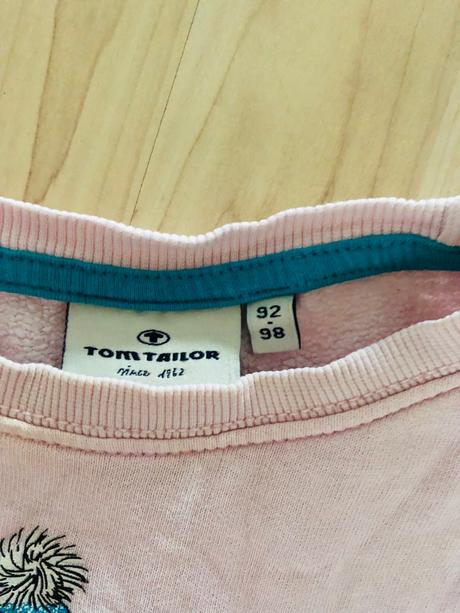 TOM TAILOR
since 1962
92
-
98